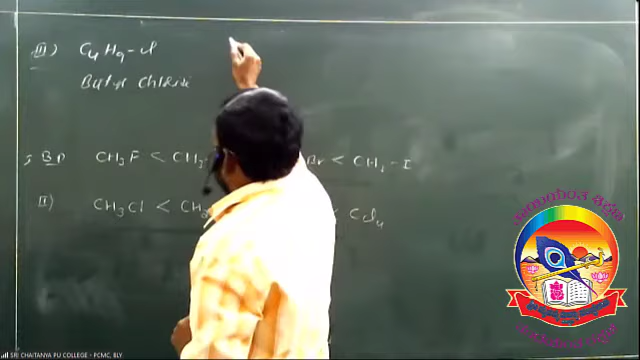 III) C4H9-Cl
Butyl Chloride
; BP CH3F < CH3 Br < CH3-I
II) CH3Cl < CH2 CCl4
SRI CHAITANYA PU COLLEGE - PCMC, BLY